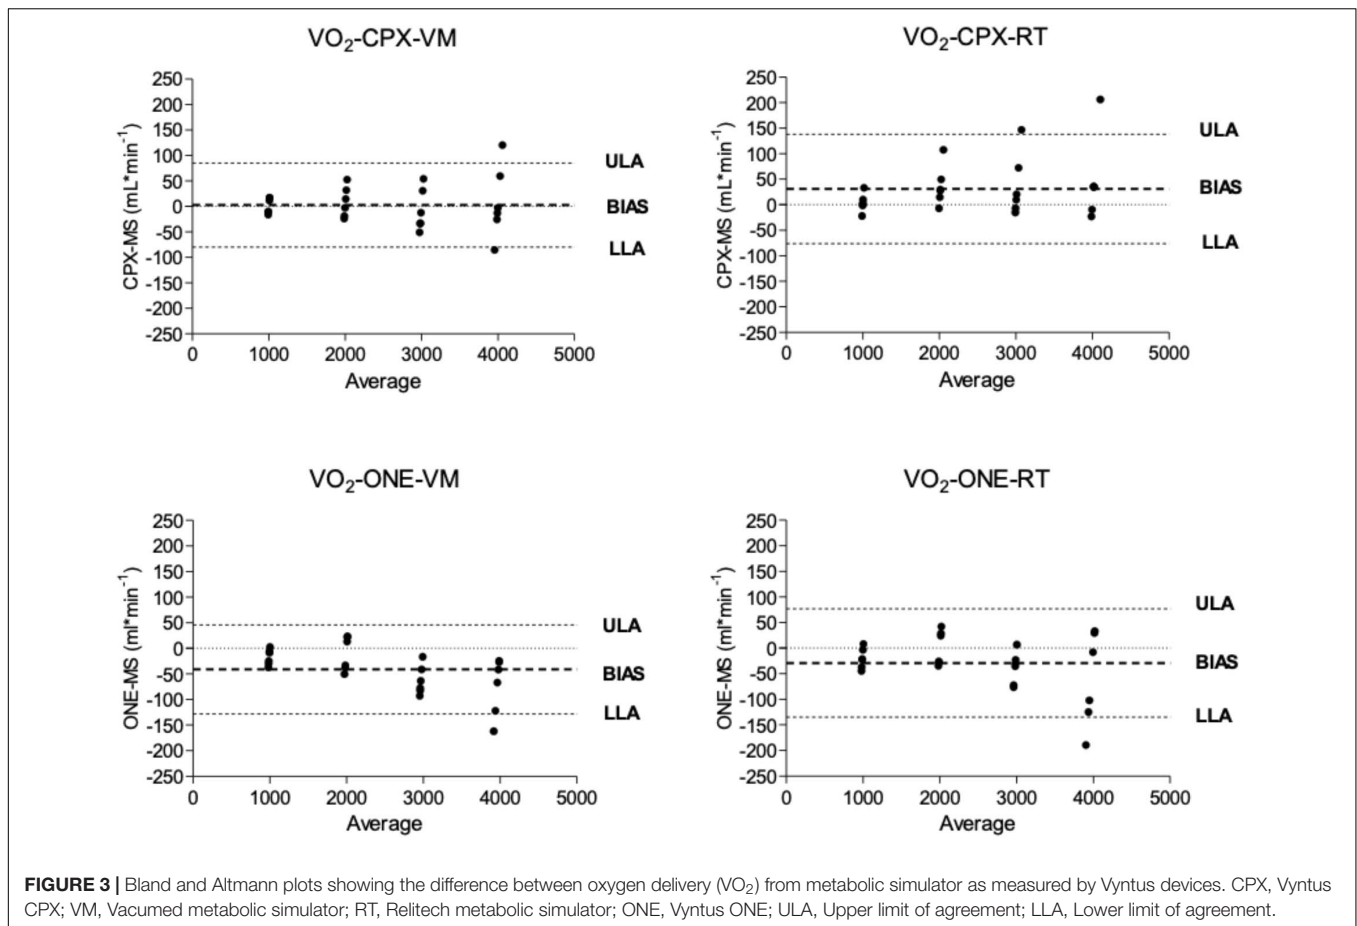 VO2-CPX-VM
CPX-MS (mL*min-1)
250
200
150
100
50
0
-50
-100
-150
-200
-250
ULA
BIAS
LLA
0 1000 2000 3000 4000 5000
Average
VO2-CPX-RT
CPX-MS (mL*min-1)
250
200
150
100
50
0
-50
-100
-150
-200
-250
ULA
BIAS
LLA
0 1000 2000 3000 4000 5000
Average
VO2-ONE-VM
ONE-MS (ml*min-1)
250
200
150
100
50
0
-50
-100
-150
-200
-250
ULA
BIAS
LLA
0 1000 2000 3000 4000 5000
Average
VO2-ONE-RT
ONE-MS (ml*min-1)
250
200
150
100
50
0
-50
-100
-150
-200
-250
ULA
BIAS
LLA
0 1000 2000 3000 4000 5000
Average
FIGURE 3 | Bland and Altmann plots showing the difference between oxygen delivery (VO2) from metabolic simulator as measured by Vyntus devices. CPX, Vyntus
CPX; VM, Vacumed metabolic simulator; RT, Relitech metabolic simulator; ONE, Vyntus ONE; ULA, Upper limit of agreement; LLA, Lower limit of agreement.